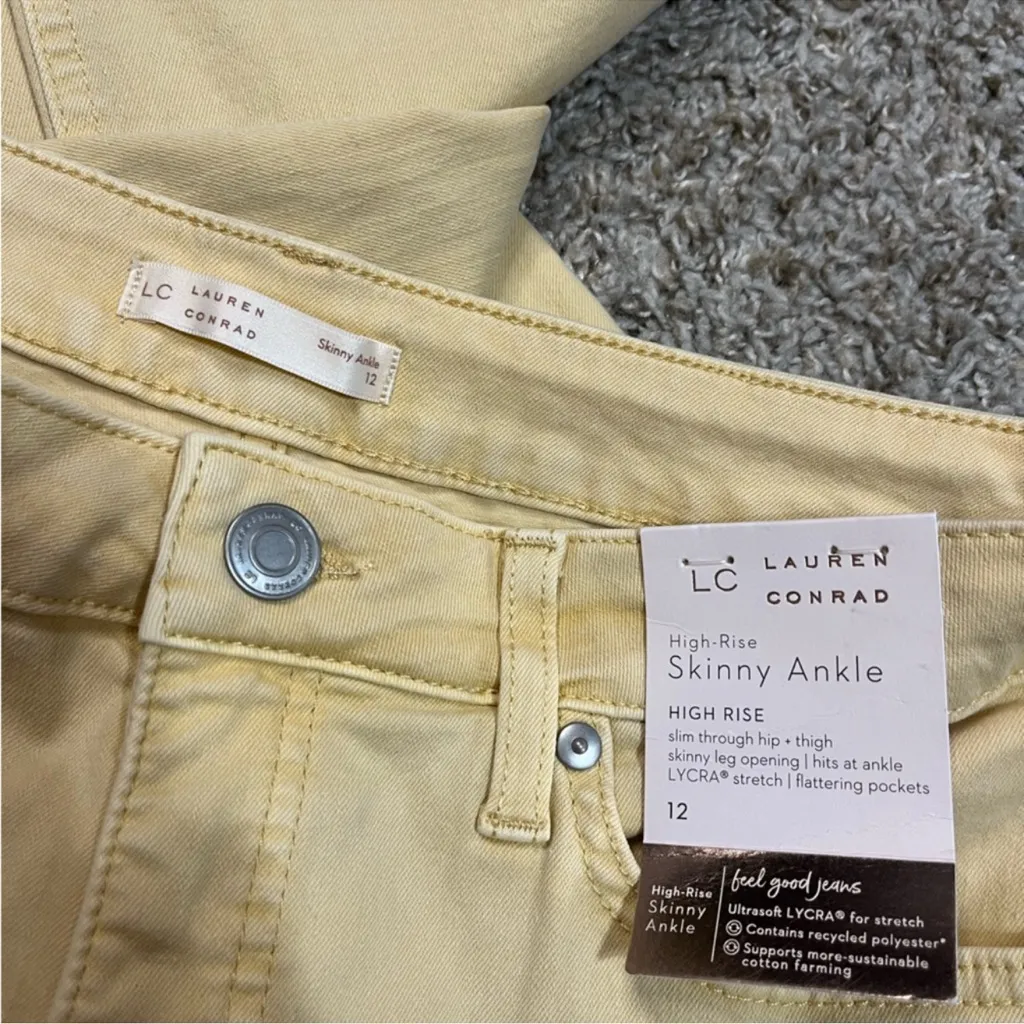 LC LAUREN
CONRAD
Skinny Ankle
12
LC LAUREN
CONRAD
High-Rise
Skinny Ankle
HIGH RISE
slim through hip + thigh
skinny leg opening | hits at ankle
LYCRA® stretch | flattering pockets
12
High-Rise
Skinny
Ankle
feel good jeans
Ultrasoft LYCRA® for stretch
Contains recycled polyester*
Supports more-sustainable
cotton farming